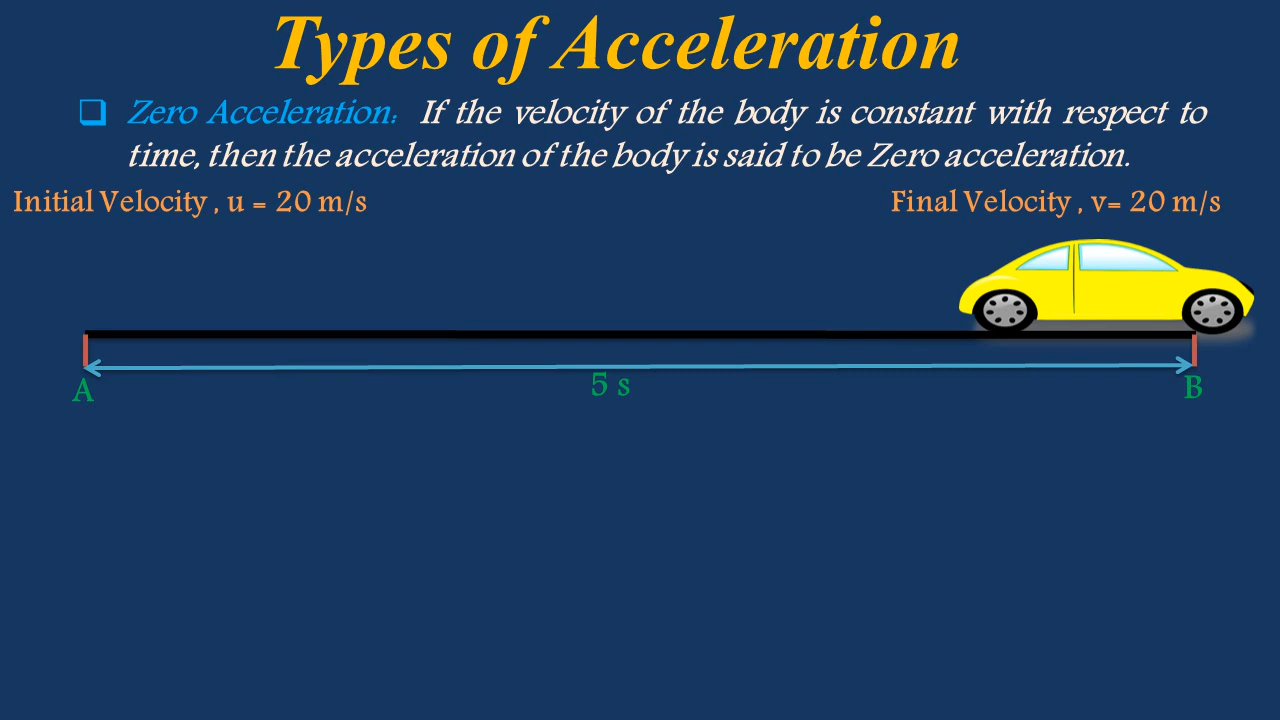 Types of Acceleration
❑ Zero Acceleration: If the velocity of the body is constant with respect to
time, then the acceleration of the body is said to be Zero acceleration.
Initial Velocity , u = 20 m/s
Final Velocity , v= 20 m/s
A
5 s
B